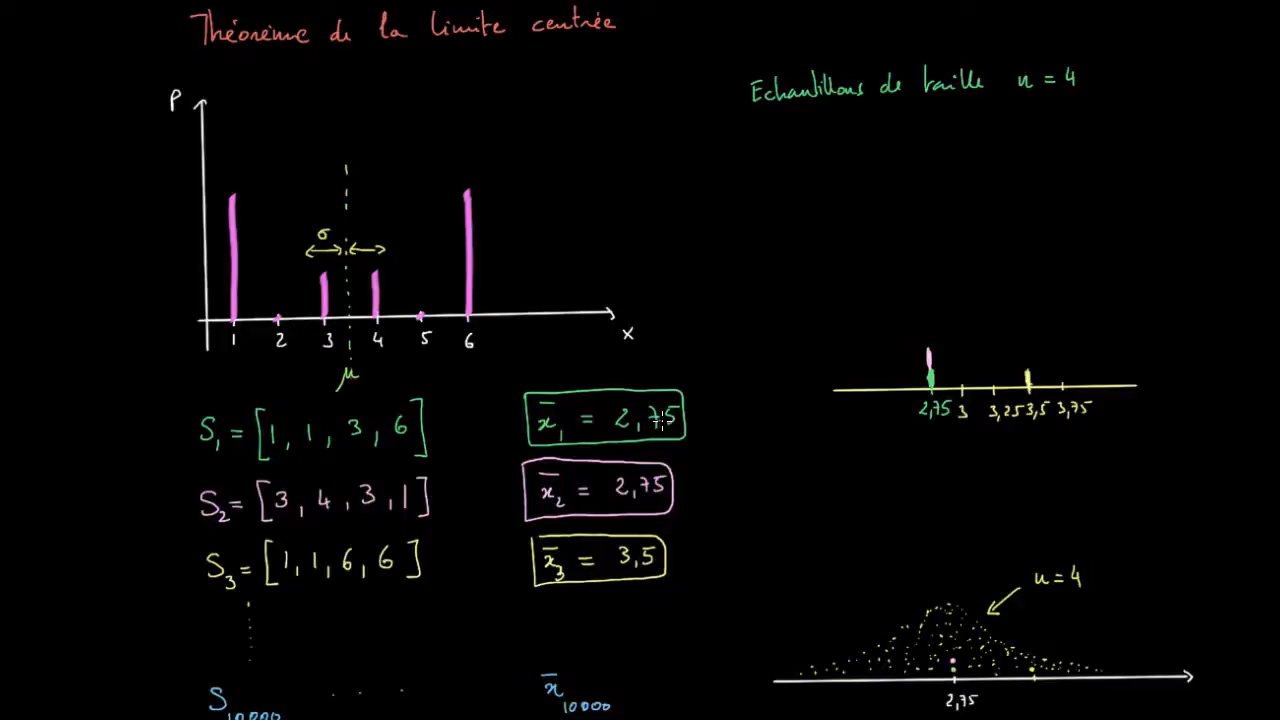 Théorème de la limite centrée
Echantillons de taille n = 4
P
σ
1 2 3 4 5 6
x
μ
2,75 3 3,25 3,5 3,75
S₁ = [1, 1, 3, 6]
x̄₁ = 2,75
S₂ = [3, 4, 3, 1]
x̄₂ = 2,75
S₃ = [1, 1, 6, 6]
x̄₃ = 3,5
n = 4
S₁₀₀₀₀
x̄₁₀₀₀₀
2,75